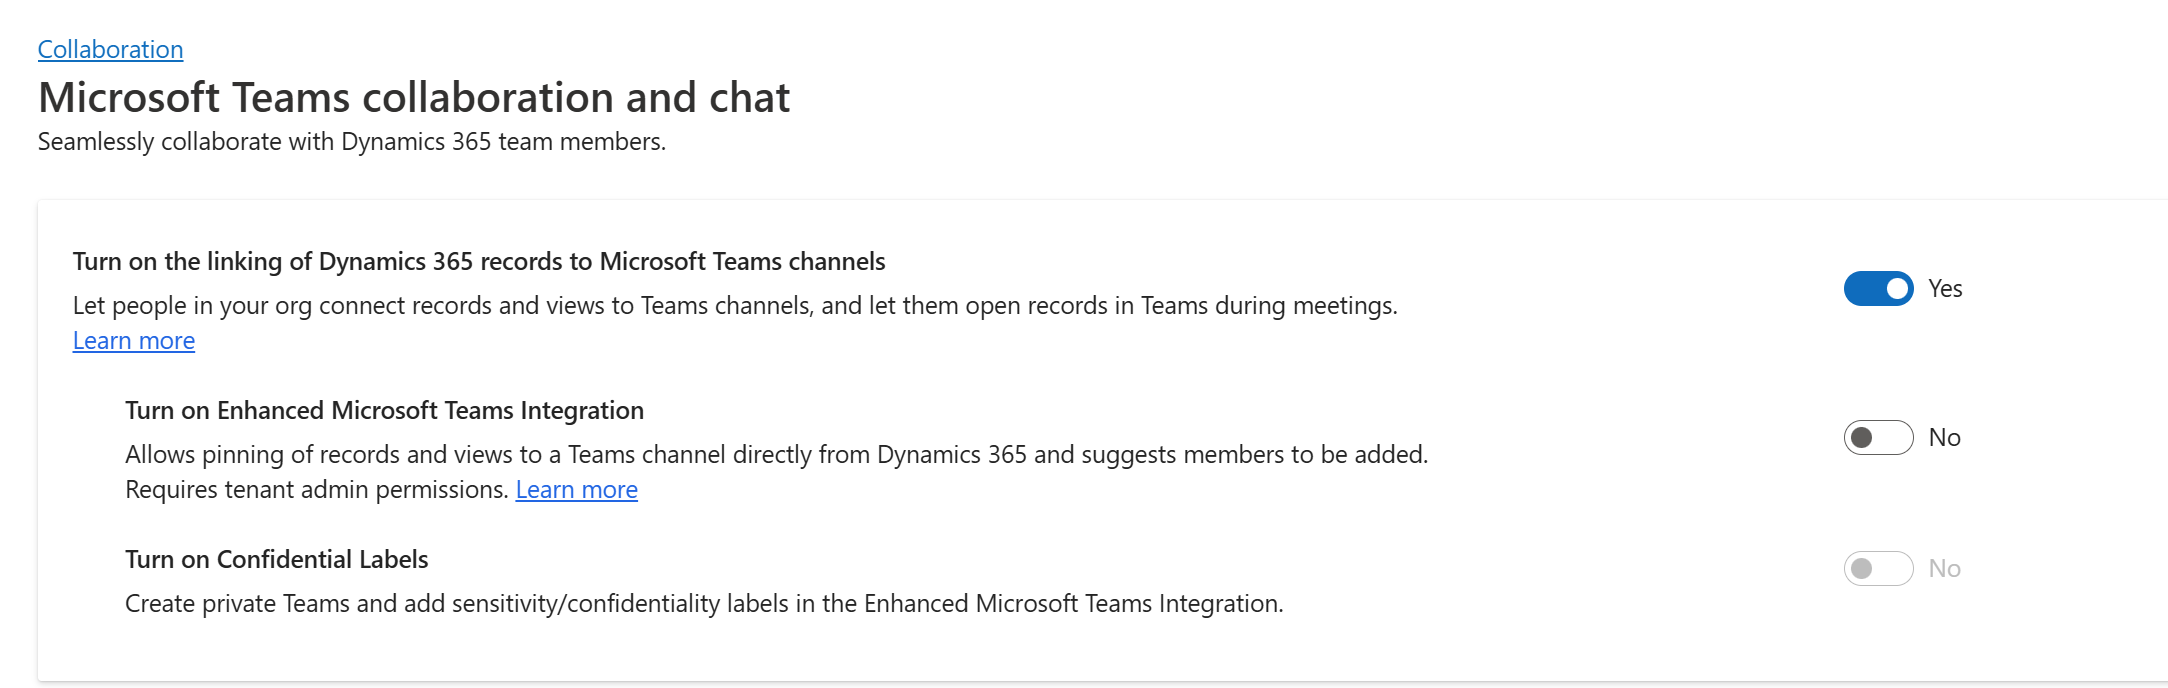 Collaboration
Microsoft Teams collaboration and chat
Seamlessly collaborate with Dynamics 365 team members.
Turn on the linking of Dynamics 365 records to Microsoft Teams channels
Let people in your org connect records and views to Teams channels, and let them open records in Teams during meetings.
Learn more
Yes
Turn on Enhanced Microsoft Teams Integration
Allows pinning of records and views to a Teams channel directly from Dynamics 365 and suggests members to be added.
Requires tenant admin permissions. Learn more
No
Turn on Confidential Labels
Create private Teams and add sensitivity/confidentiality labels in the Enhanced Microsoft Teams Integration.
No